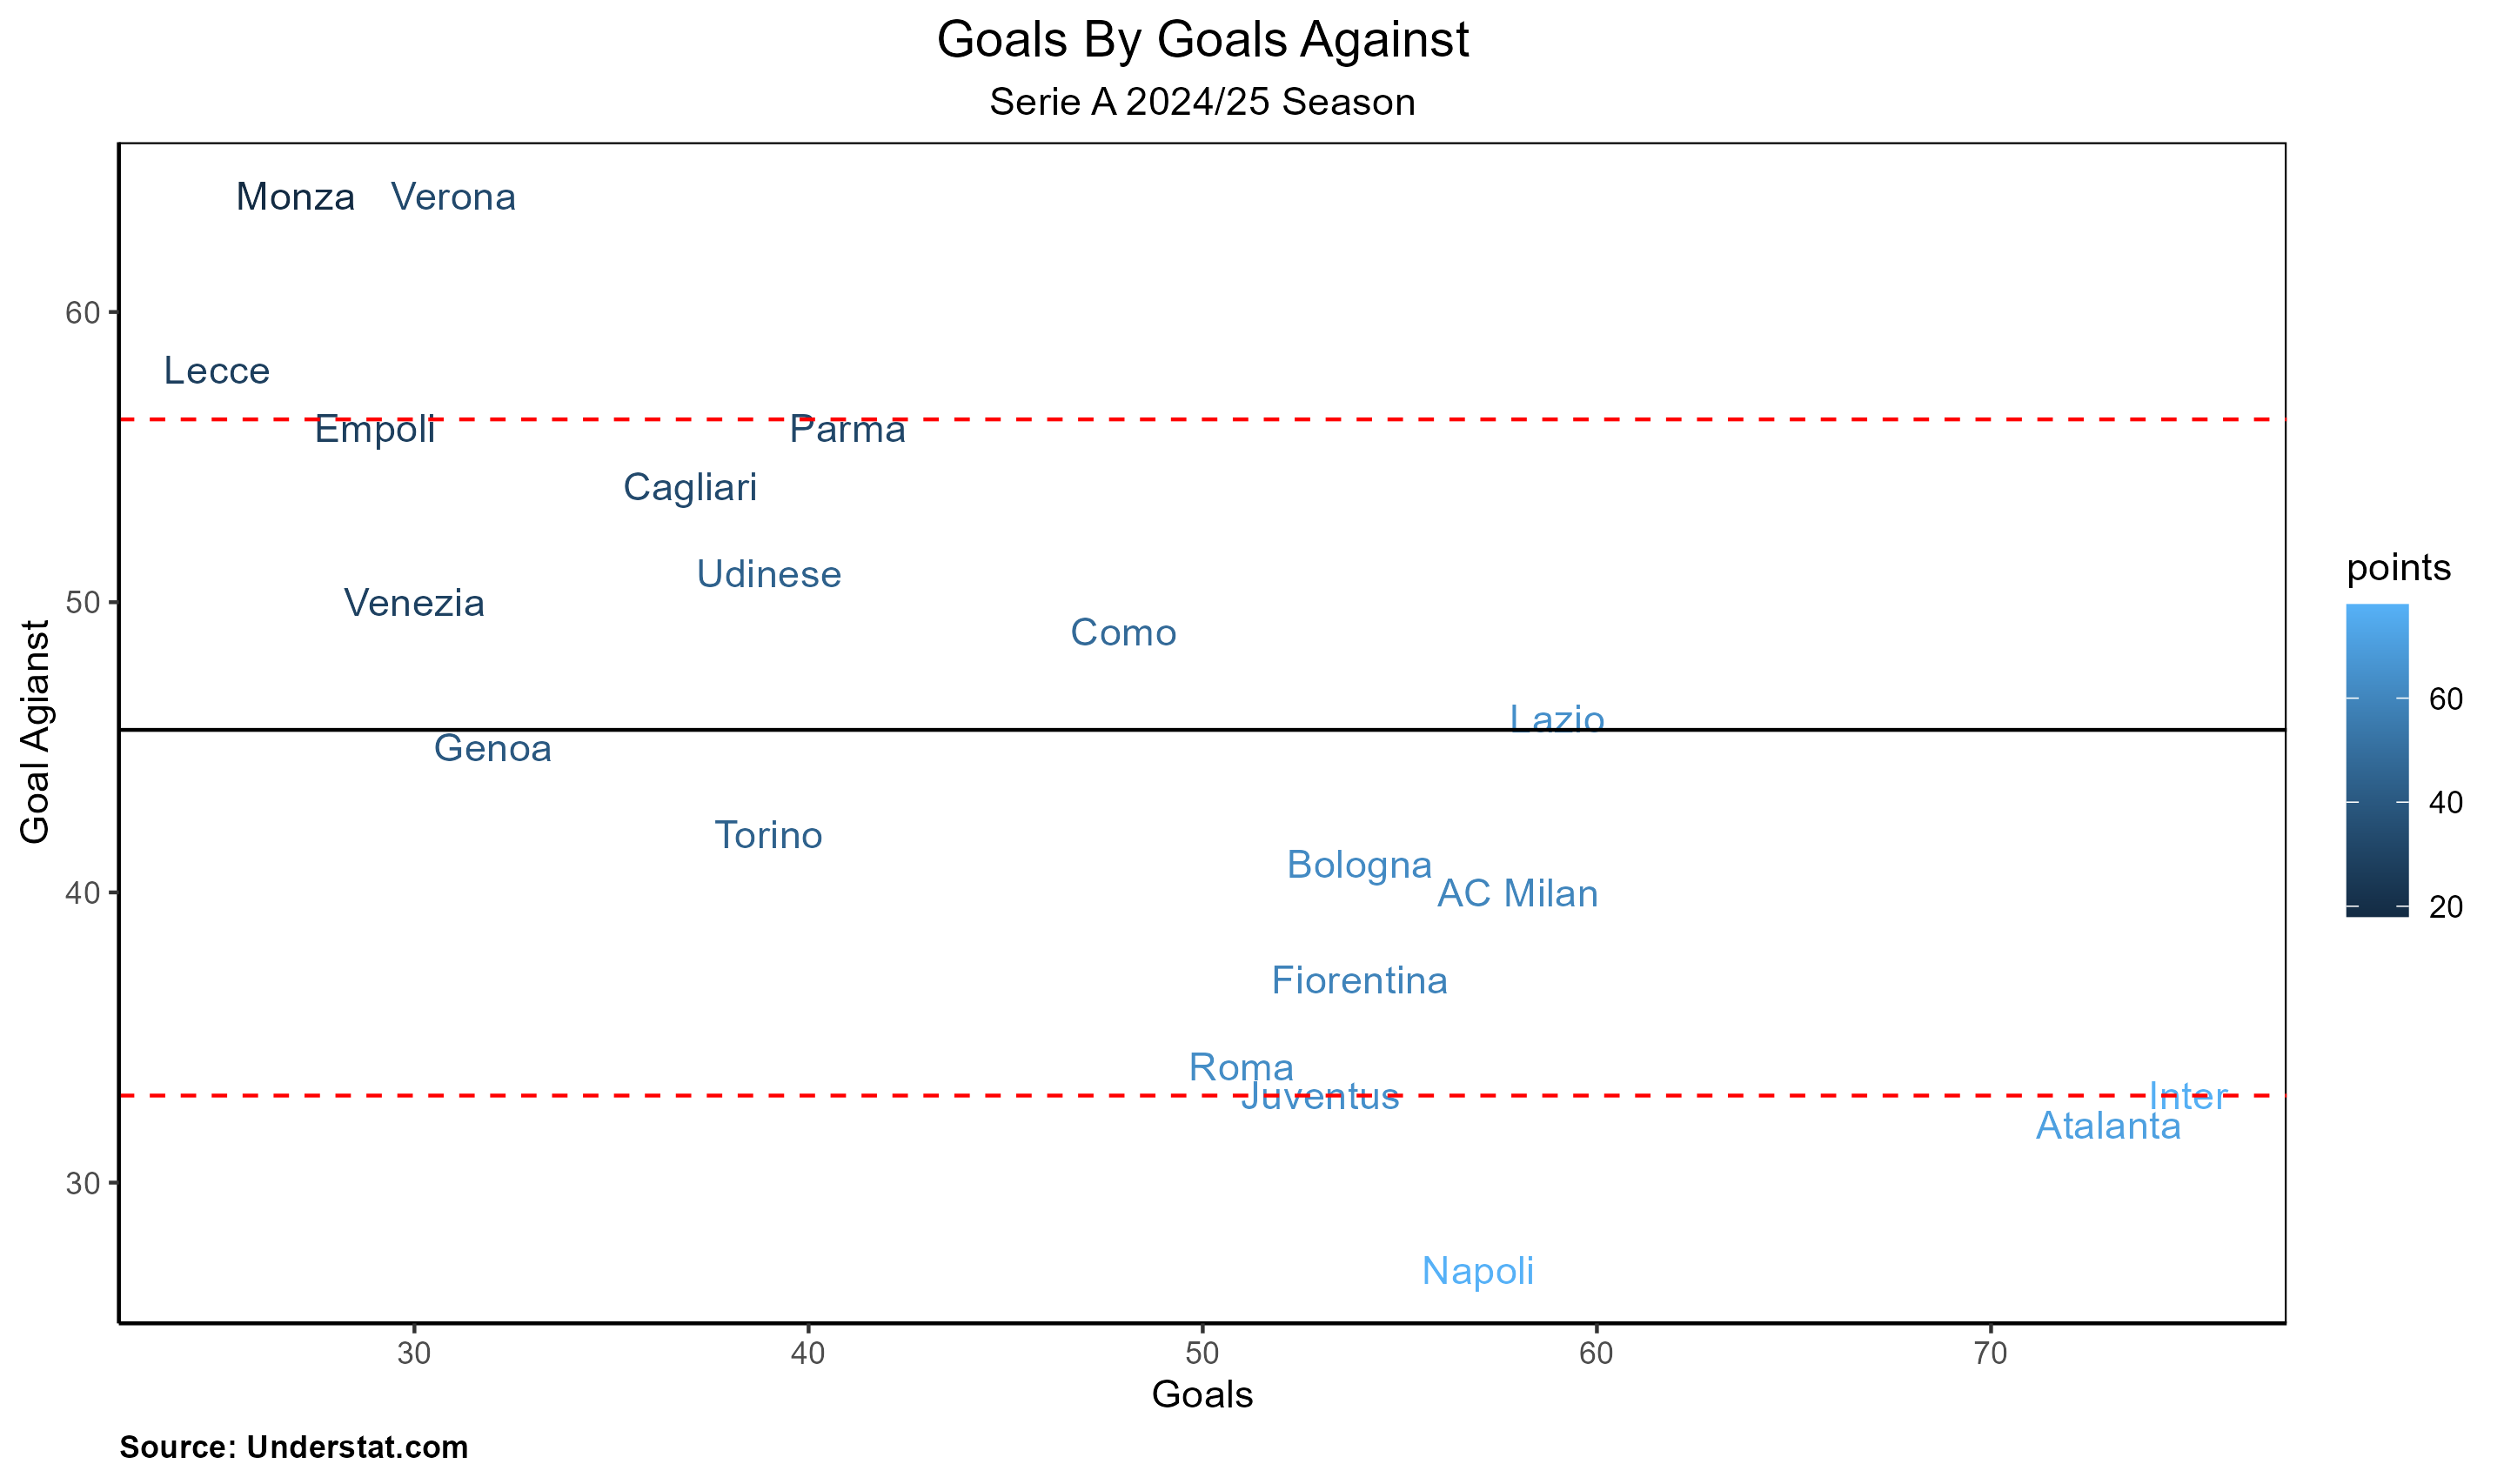 Goals By Goals Against
Serie A 2024/25 Season
Monza Verona
60
Lecce
Empoli Parma
Cagliari
Udinese
Venezia
50
Como
Lazio
Genoa
Torino
Bologna
AC Milan
40
Fiorentina
Roma
Juventus Inter
Atalanta
30
Napoli
Goal Agianst
30 40 50 60 70
Goals
points
60
40
20
Source: Understat.com